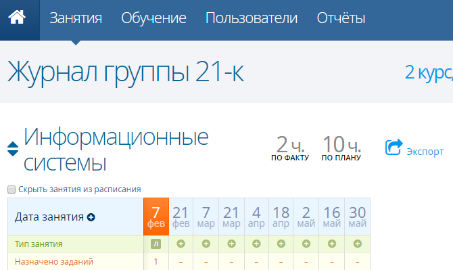 Занятия Обучение Пользователи Отчёты
Журнал группы 21-к
2 курс,
Информационные системы
2 ч. ПО ФАКТУ
10 ч. ПО ПЛАНУ
Экспорт
Скрыть занятия из расписания
Дата занятия 7 фев 21 фев 7 мар 21 мар 4 апр 18 апр 2 май 16 май 30 май
Тип занятия Л
Назначено заданий 1 – – – – – – – –